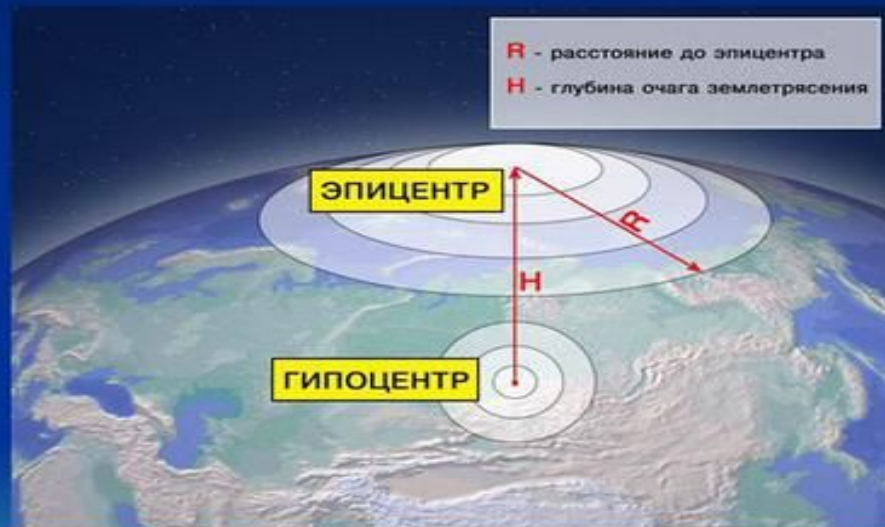 R - расстояние до эпицентра
H - глубина очага землетрясения
ЭПИЦЕНТР
R
H
ГИПОЦЕНТР